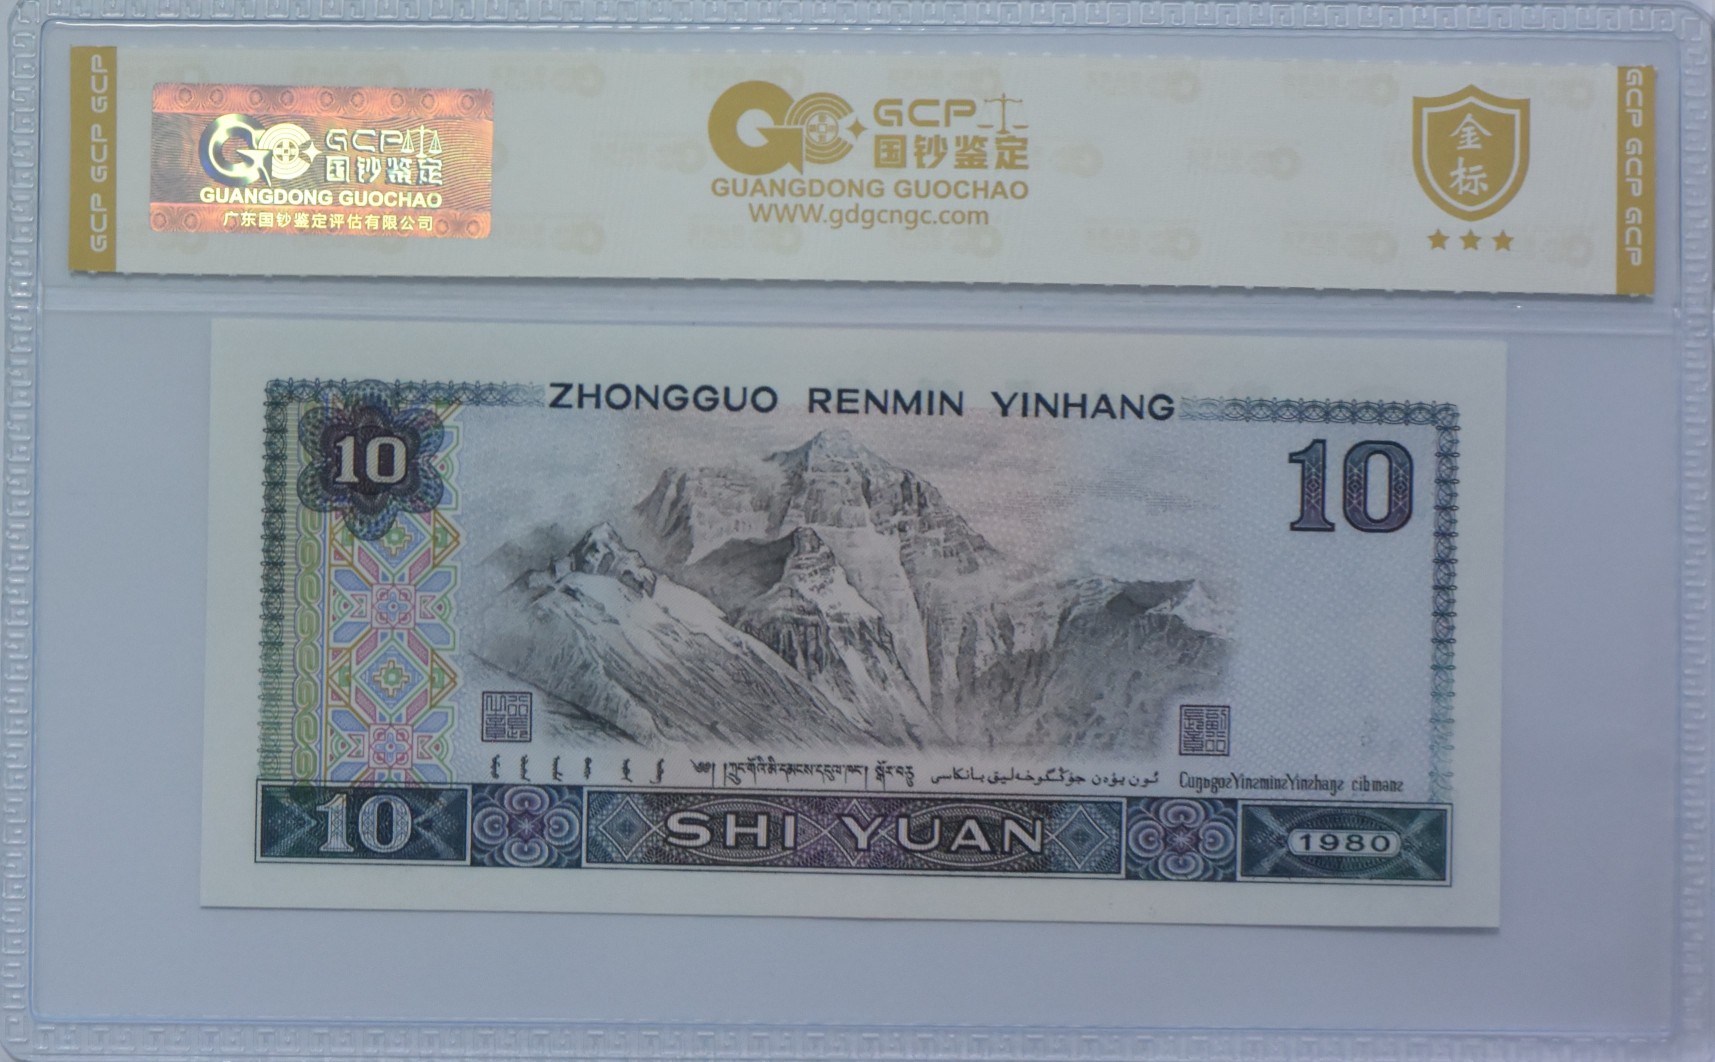 GCP GCP GCP
GCP
国钞鉴定
GUANGDONG GUOCHAO
广东国钞鉴定评估有限公司
GCP
国钞鉴定
GUANGDONG GUOCHAO
WWW.gdgcngc.com
金标
GCP GCP GCP
ZHONGGUO RENMIN YINHANG
10
10
10
SHI YUAN
1980